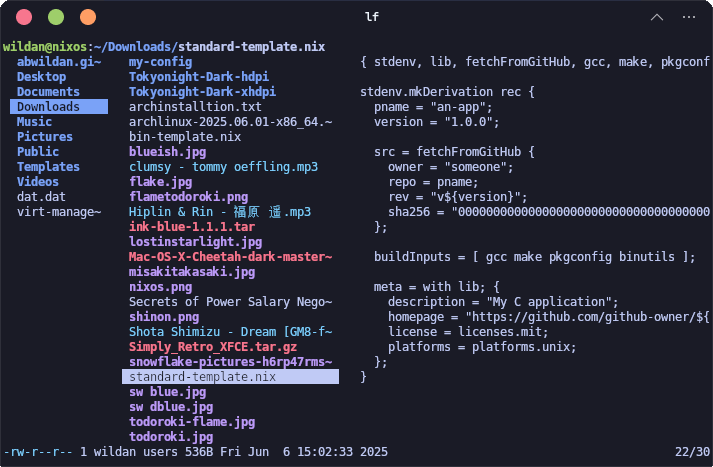 lf
wildan@nixos:~/Downloads/standard-template.nix
abwildan.gi~ my-config { stdenv, lib, fetchFromGitHub, gcc, make, pkgconf
Desktop Tokyonight-Dark-hdpi
Documents Tokyonight-Dark-xhdpi stdenv.mkDerivation rec {
Downloads archinstalltion.txt pname = "an-app";
Music archlinux-2025.06.01-x86_64.~ version = "1.0.0";
Pictures bin-template.nix
Public blueish.jpg src = fetchFromGitHub {
Templates clumsy - tommy oeffling.mp3 owner = "someone";
Videos flake.jpg repo = pname;
dat.dat flametodoroki.png rev = "v${version}";
virt-manage~ Hiplin & Rin - 福原 遥.mp3 sha256 = "000000000000000000000000000000000000
ink-blue-1.1.1.tar };
lostinstarlight.jpg
Mac-OS-X-Cheetah-dark-master~ buildInputs = [ gcc make pkgconfig binutils ];
misakitakasaki.jpg
nixos.png meta = with lib; {
Secrets of Power Salary Nego~ description = "My C application";
shinon.png homepage = "https://github.com/github-owner/${
Shota Shimizu - Dream [GM8-f~ license = licenses.mit;
Simply_Retro_XFCE.tar.gz platforms = platforms.unix;
snowflake-pictures-h6rp47rms~ };
standard-template.nix }
sw blue.jpg
sw dblue.jpg
todoroki-flame.jpg
todoroki.jpg
-rw-r--r-- 1 wildan users 536B Fri Jun  6 15:02:33 2025 22/30